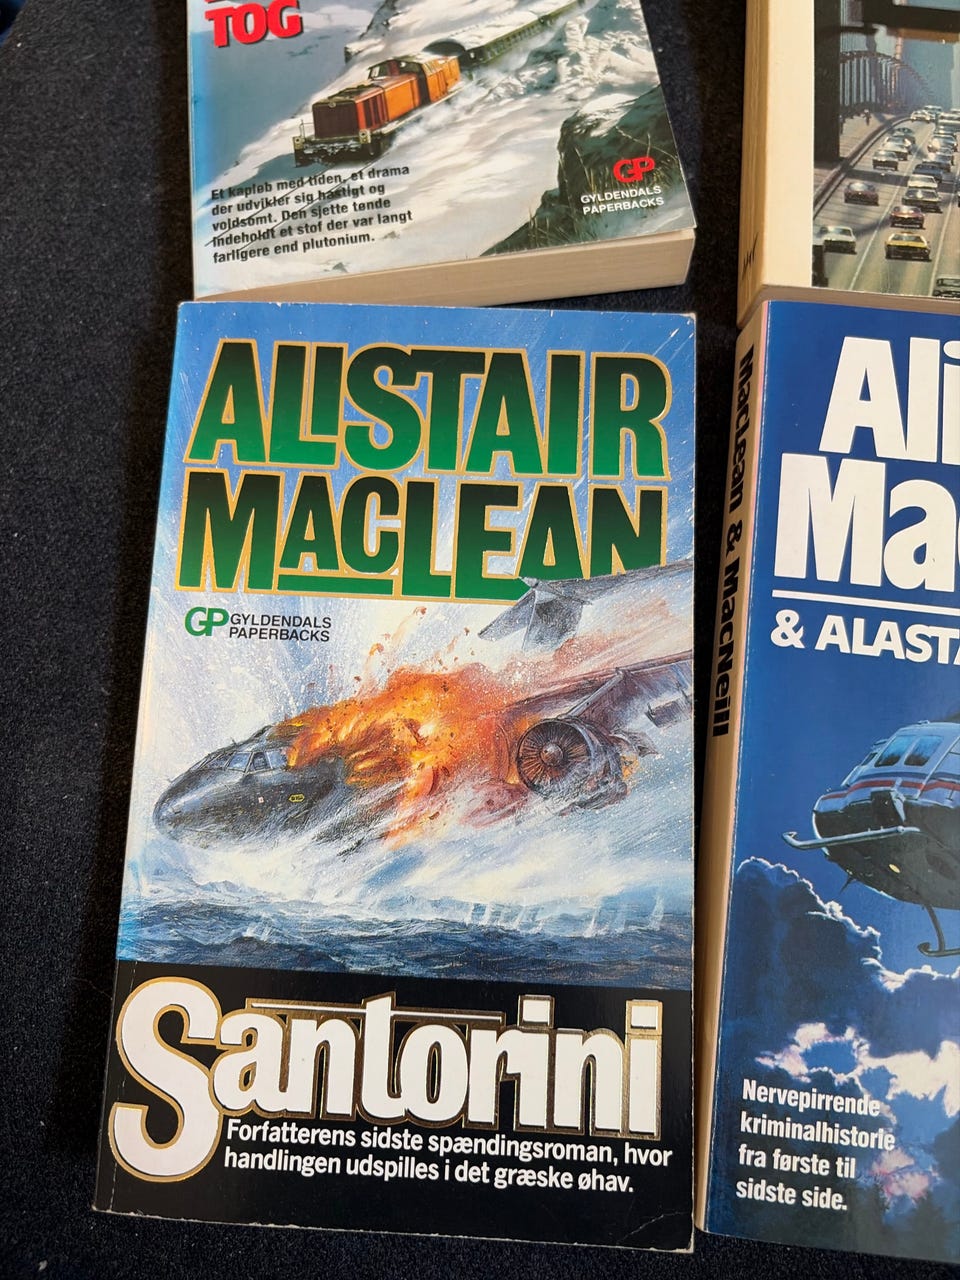 TOG
Et kapløb med tiden, et drama
der udvikler sig hastigt og
voldsomt. Den sjette tønde
indeholdt et stof der var langt
farligere end plutonium.
GP
GYLDENDALS
PAPERBACKS
ALISTAIR
MACLEAN
GP GYLDENDALS
PAPERBACKS
Santorini
Forfatterens sidste spændingsroman, hvor
handlingen udspilles i det græske øhav.
MacLean & MacNeill
Ali
Mac
& ALASTA
Nervepirrende
kriminalhistorie
fra første til
sidste side.